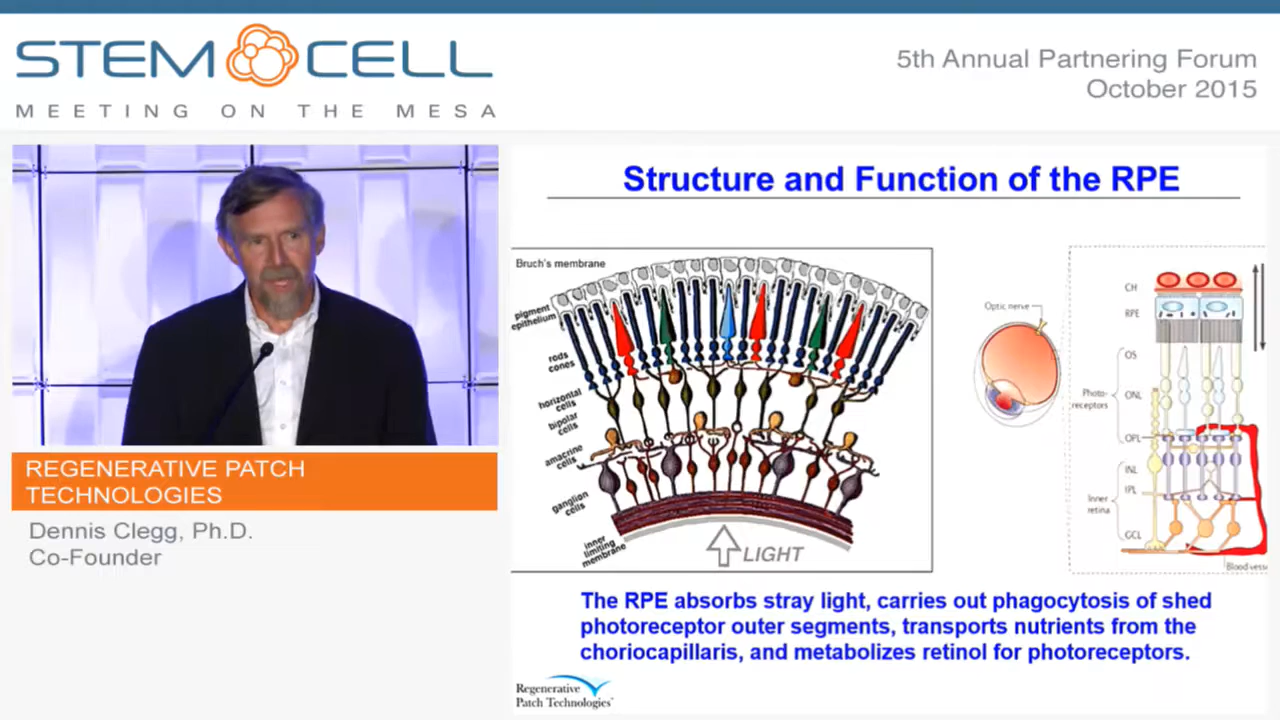 STEM CELL
MEETING ON THE MESA
5th Annual Partnering Forum
October 2015
REGENERATIVE PATCH
TECHNOLOGIES
Dennis Clegg, Ph.D.
Co-Founder
Structure and Function of the RPE
Bruch's membrane
pigment
epithelium
rods
cones
horizontal
cells
bipolar
cells
amacrine
cells
ganglion
cells
inner
limiting
membrane
LIGHT
Optic nerve
CH
RPE
OS
Photo-
receptors
ONL
OPL
INL
IPL
Inner
retina
GCL
Blood vess
The RPE absorbs stray light, carries out phagocytosis of shed
photoreceptor outer segments, transports nutrients from the
choriocapillaris, and metabolizes retinol for photoreceptors.
Regenerative
Patch Technologies